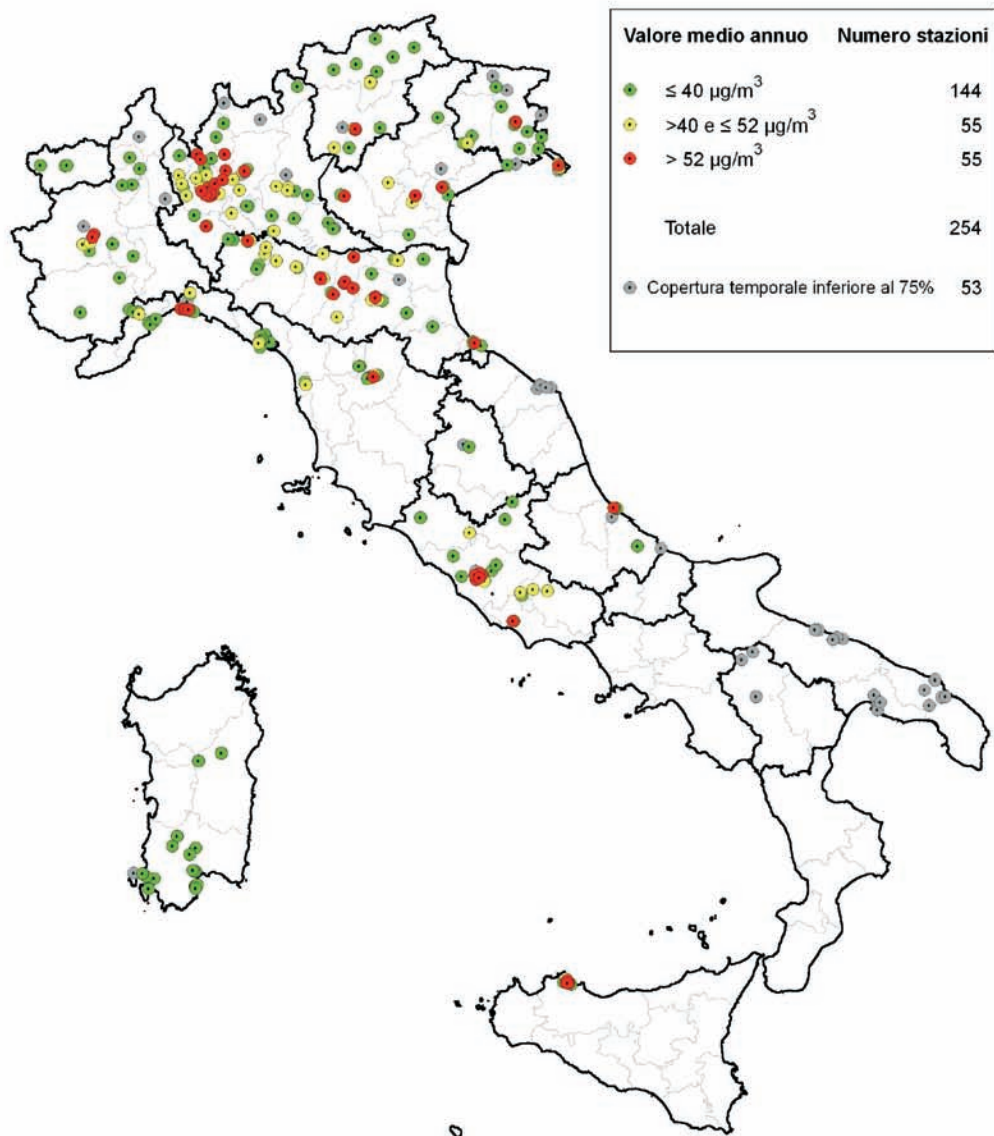 Valore medio annuo Numero stazioni
≤ 40 µg/m³ 144
>40 e ≤ 52 µg/m³ 55
> 52 µg/m³ 55
Totale 254
Copertura temporale inferiore al 75% 53